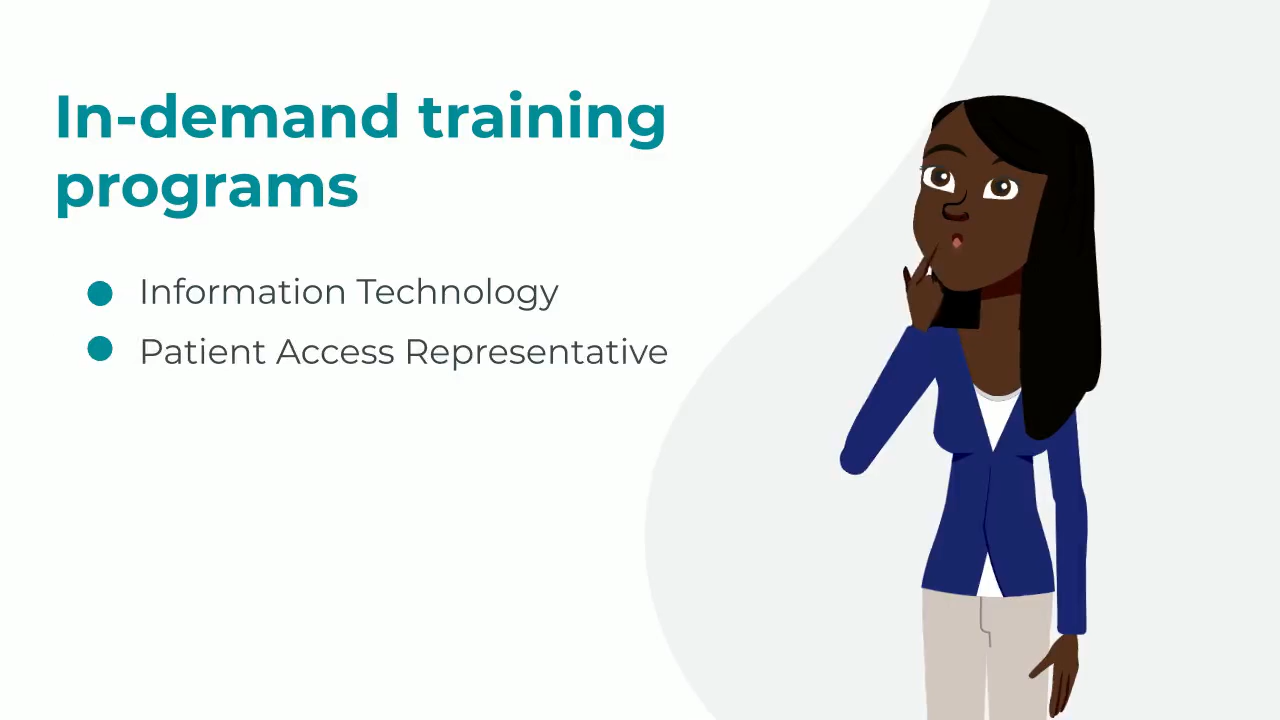 In-demand training
programs
Information Technology
Patient Access Representative